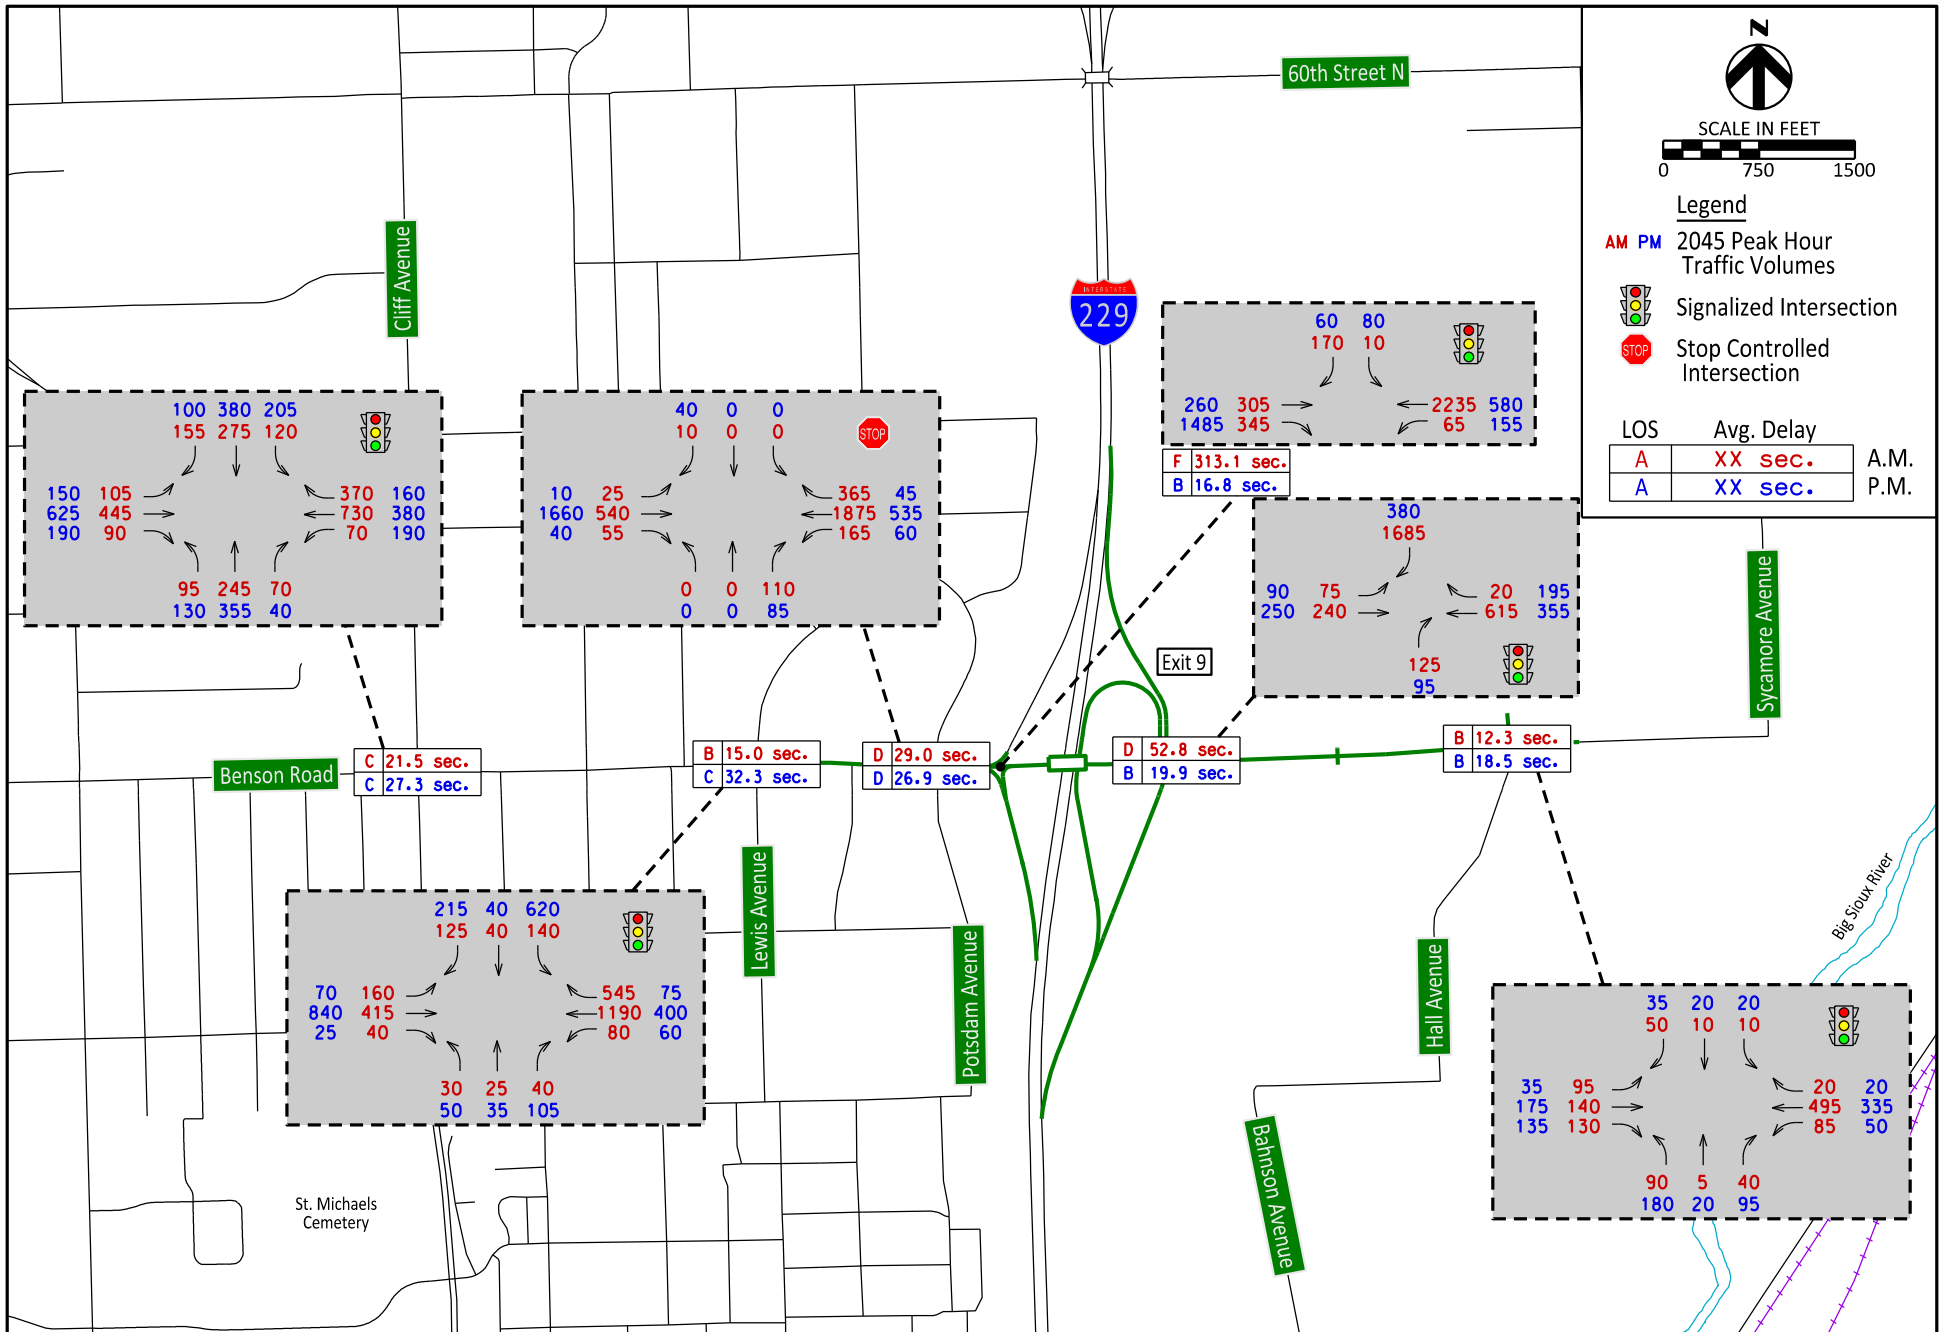 60th Street N
N
SCALE IN FEET
0 750 1500
Legend
AM PM 2045 Peak Hour
Traffic Volumes
Signalized Intersection
STOP Stop Controlled
Intersection
LOS Avg. Delay
A XX sec. A.M.
A XX sec. P.M.
Cliff Avenue
INTERSTATE
229
60 80
170 10
260 305 2235 580
1485 345 65 155
F 313.1 sec.
B 16.8 sec.
100 380 205
155 275 120
150 105 370 160
625 445 730 380
190 90 70 190
95 245 70
130 355 40
40 0 0
10 0 0
STOP
10 25 365 45
1660 540 1875 535
40 55 165 60
0 0 110
0 0 85
380
1685
90 75 20 195
250 240 615 355
125
95
Exit 9
Sycamore Avenue
Benson Road
C 21.5 sec.
C 27.3 sec.
B 15.0 sec.
C 32.3 sec.
D 29.0 sec.
D 26.9 sec.
D 52.8 sec.
B 19.9 sec.
B 12.3 sec.
B 18.5 sec.
Lewis Avenue
Potsdam Avenue
Hall Avenue
Big Sioux River
215 40 620
125 40 140
70 160 545 75
840 415 1190 400
25 40 80 60
30 25 40
50 35 105
35 20 20
50 10 10
35 95 20 20
175 140 495 335
135 130 85 50
90 5 40
180 20 95
Bahnson Avenue
St. Michaels
Cemetery